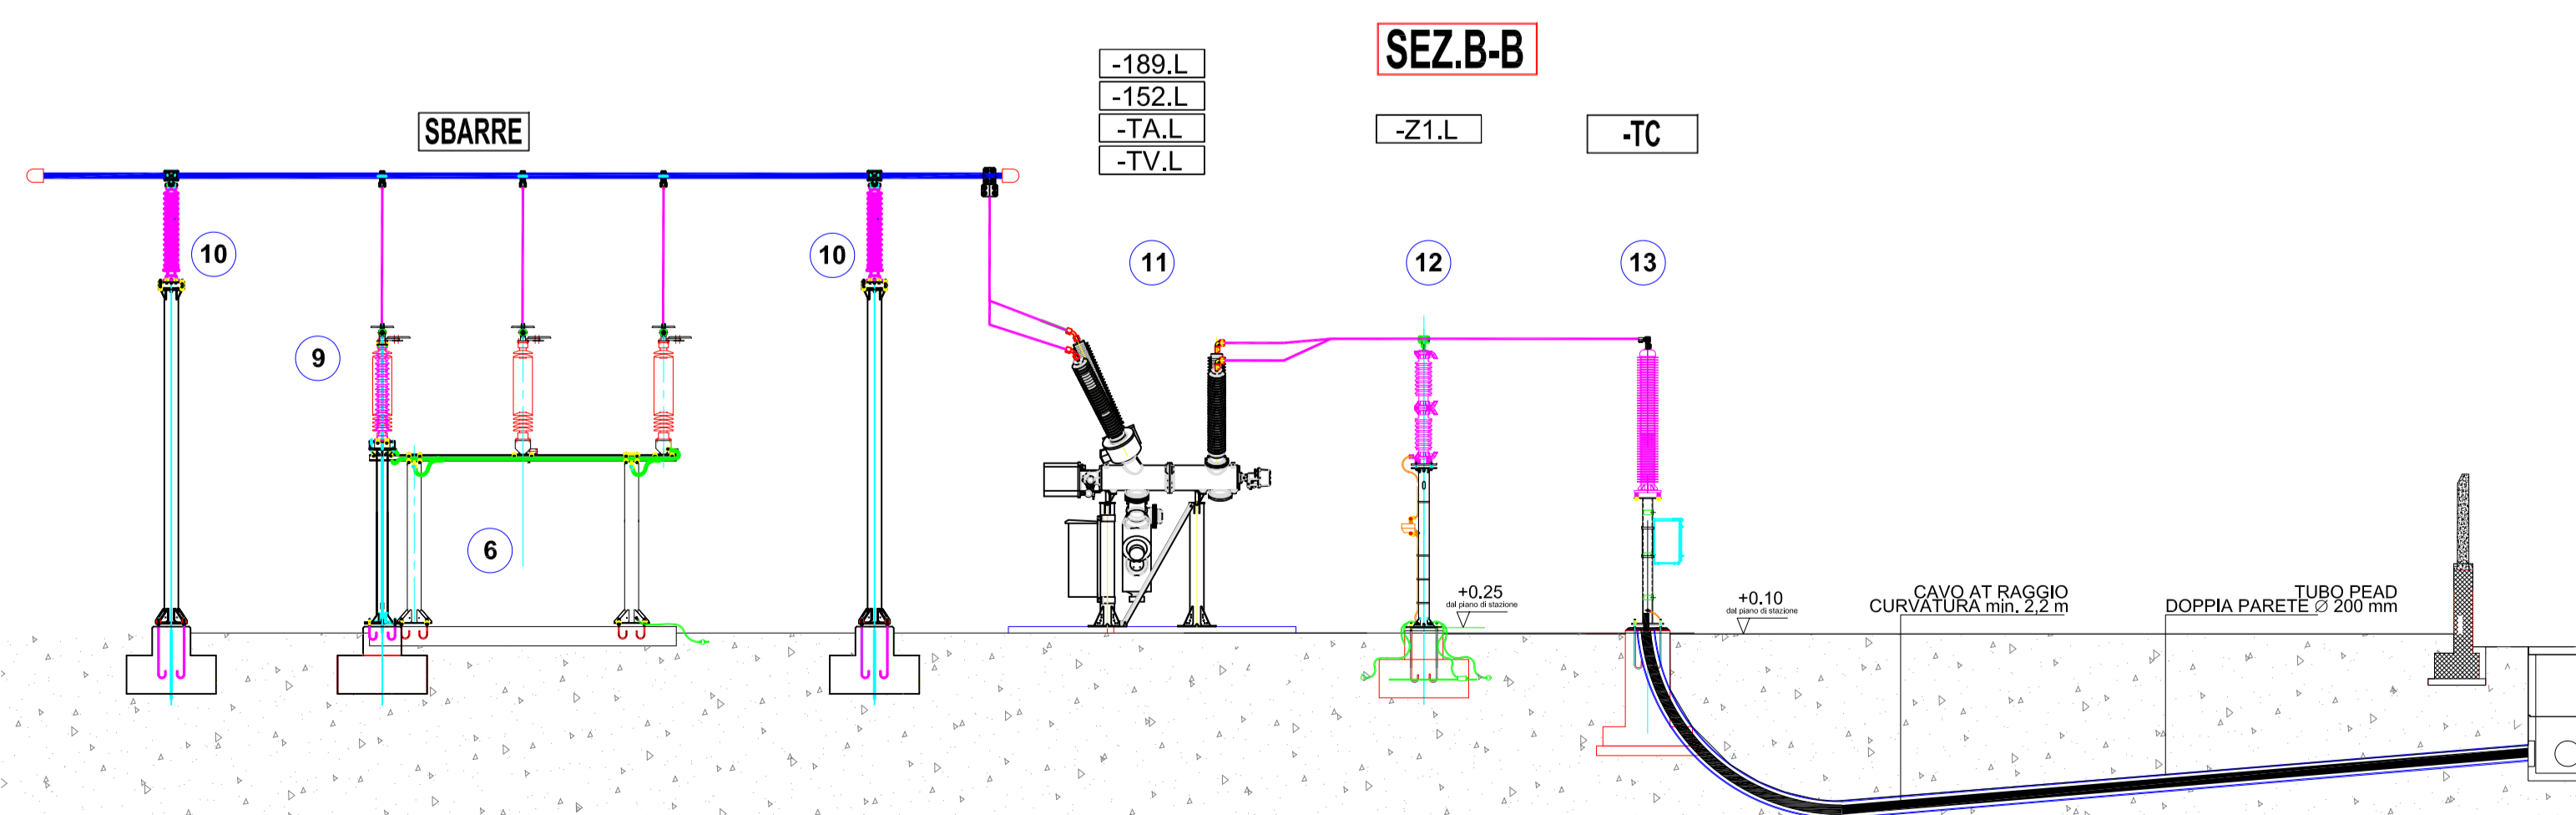 SEZ.B-B
-189.L
-152.L
-TA.L
-TV.L
SBARRE
-Z1.L
-TC
10
10
11
12
13
9
6
+0.25
dal piano di stazione
+0.10
dal piano di stazione
CAVO AT RAGGIO
CURVATURA min. 2,2 m
TUBO PEAD
DOPPIA PARETE Ø 200 mm